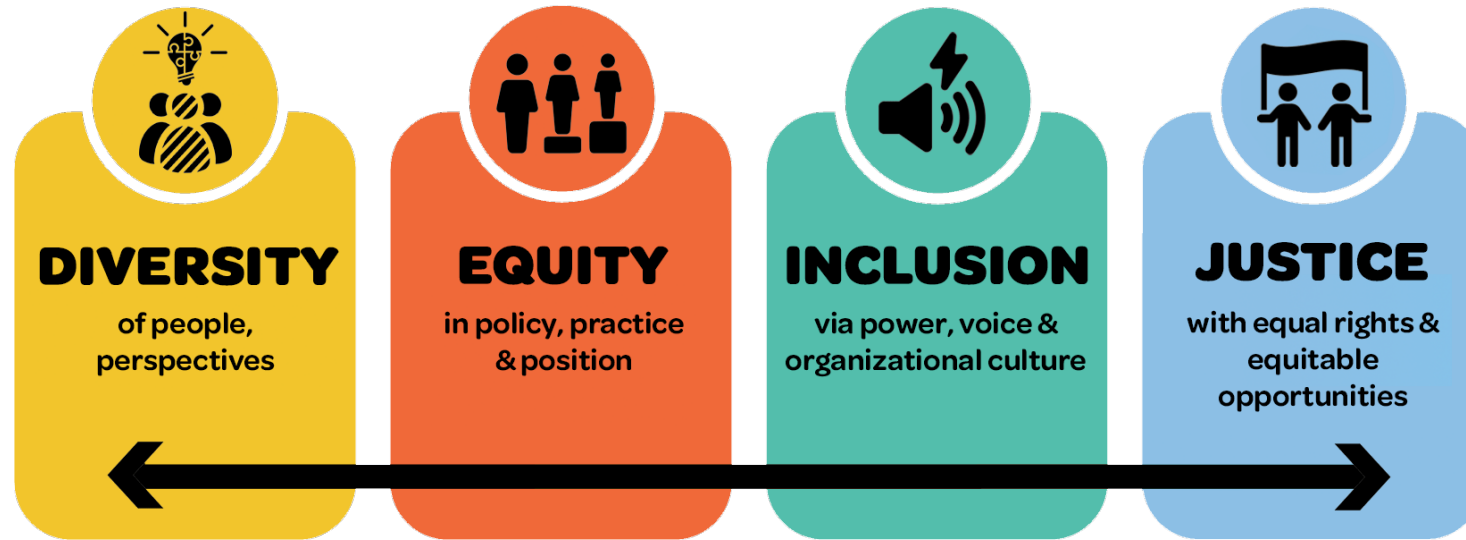 DIVERSITY
of people,
perspectives
EQUITY
in policy, practice
& position
INCLUSION
via power, voice &
organizational culture
JUSTICE
with equal rights &
equitable
opportunities